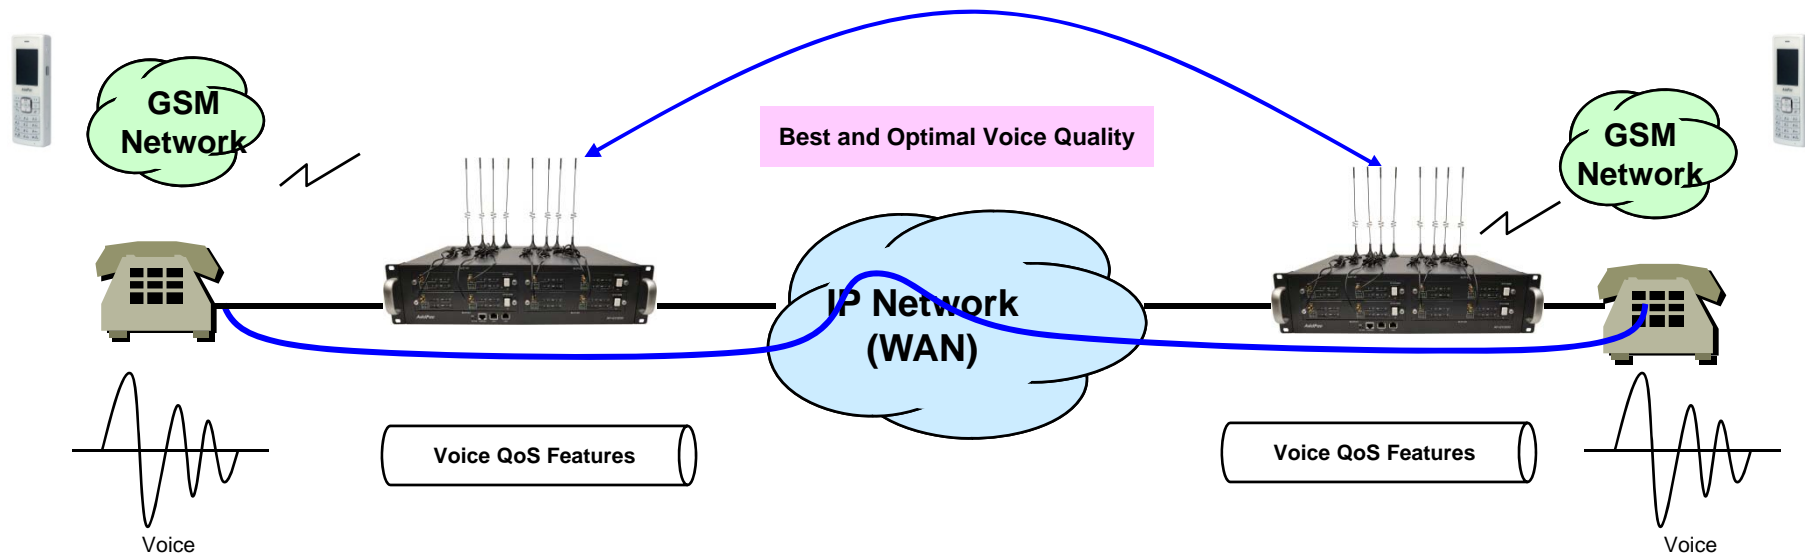 GSM
Network
Best and Optimal Voice Quality
GSM
Network
IP Network
(WAN)
Voice QoS Features
Voice QoS Features
Voice
Voice